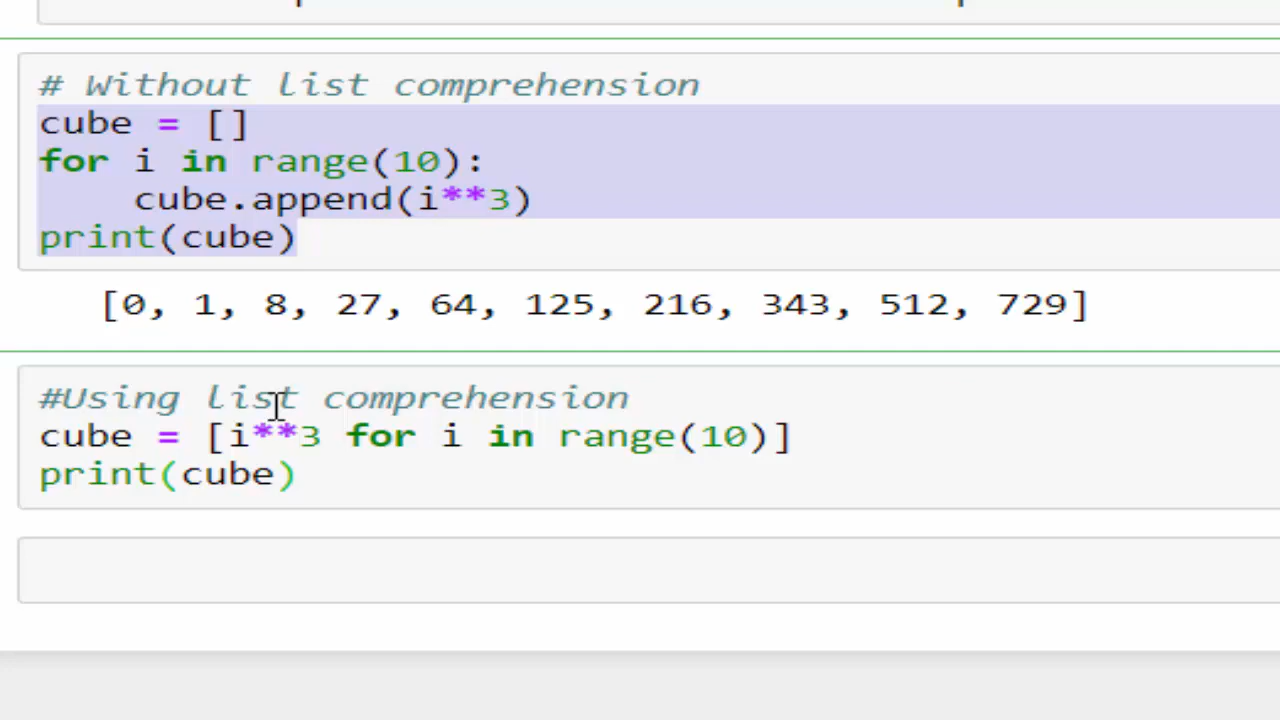 # Without list comprehension
cube = []
for i in range(10):
    cube.append(i**3)
print(cube)
[0, 1, 8, 27, 64, 125, 216, 343, 512, 729]
#Using list comprehension
cube = [i**3 for i in range(10)]
print(cube)